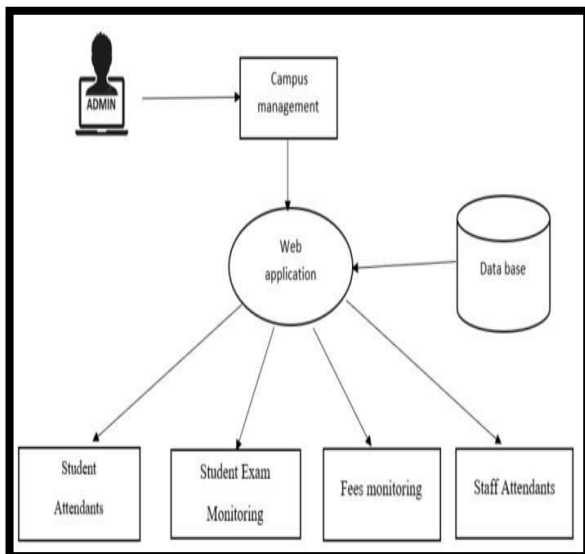 ADMIN
Campus
management
Web
application
Data base
Student
Attendants
Student Exam
Monitoring
Fees monitoring
Staff Attendants